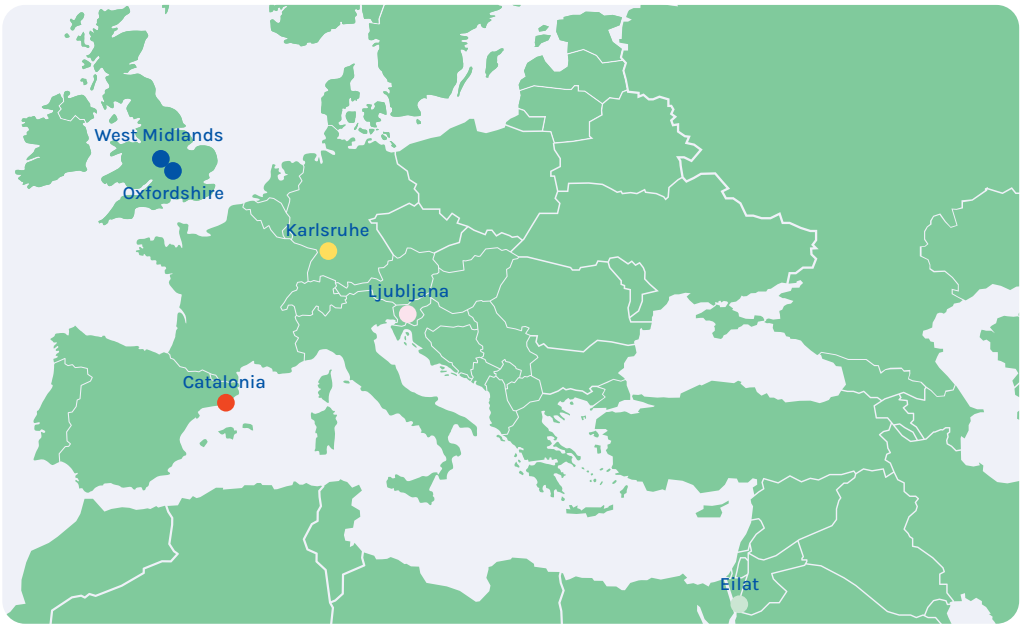 West Midlands
Oxfordshire
Karlsruhe
Ljubljana
Catalonia
Eilat